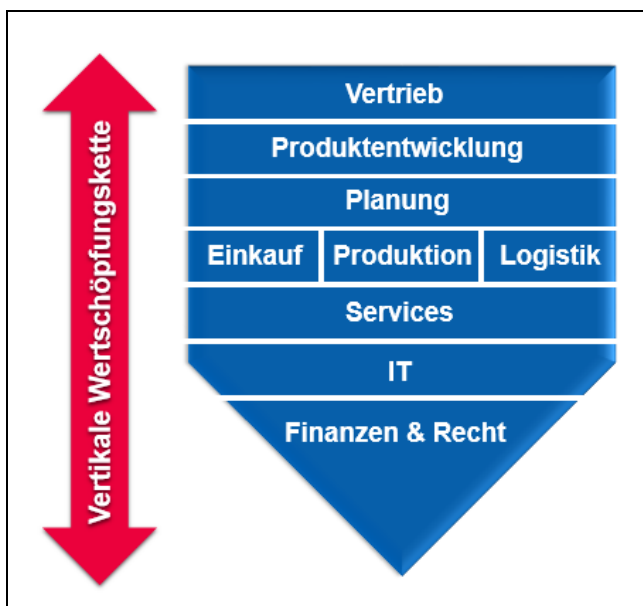 Vertikale Wertschöpfungskette
Vertrieb
Produktentwicklung
Planung
Einkauf Produktion Logistik
Services
IT
Finanzen & Recht